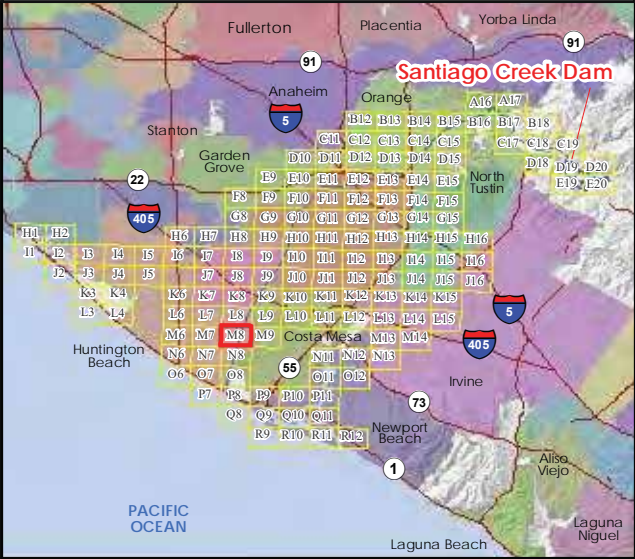 Fullerton
Placentia
Yorba Linda
91
91
Santiago Creek Dam
Anaheim
Orange
A16 A17
5
B12 B13 B14 B15 B16 B17 B18
Stanton
C11 C12 C13 C14 C15 C17 C18 C19
Garden
Grove
D10 D11 D12 D13 D14 D15 D18 D19 D20
22
E9 E10 E11 E12 E13 E14 E15 E19 E20
North
Tustin
405
F8 F9 F10 F11 F12 F13 F14 F15
G8 G9 G10 G11 G12 G13 G14 G15
H1 H2 H6 H7 H8 H9 H10 H11 H12 H13 H14 H15 H16
I1 I2 I3 I4 I5 I6 I7 I8 I9 I10 I11 I12 I13 I14 I15 I16
J2 J3 J4 J5 J7 J8 J9 J10 J11 J12 J13 J14 J15 J16
K3 K4 K6 K7 K8 K9 K10 K11 K12 K13 K14 K15
L3 L4 L6 L7 L8 L9 L10 L11 L12 L13 L14 L15
5
M6 M7 M8 M9 Costa Mesa M13 M14
405
Huntington
Beach
N6 N7 N8 N11 N12 N13
55
O6 O7 O8 O11 O12
Irvine
P7 P8 P9 P10 P11
73
Q8 Q9 Q10 Q11
R9 R10 R11 R12
Newport
Beach
1
Aliso
Viejo
PACIFIC
OCEAN
Laguna
Niguel
Laguna Beach